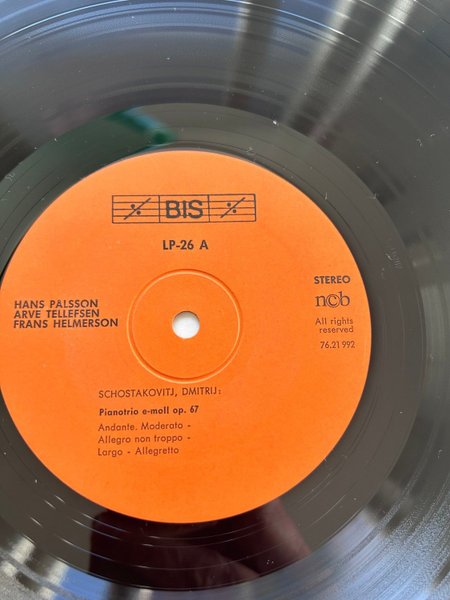 BIS
LP-26 A
STEREO
ncb
All rights
reserved
76.21 992
HANS PÅLSSON
ARVE TELLEFSEN
FRANS HELMERSON
SCHOSTAKOVITJ, DMITRIJ:
Pianotrio e-moll op. 67
Andante. Moderato -
Allegro non troppo -
Largo - Allegretto